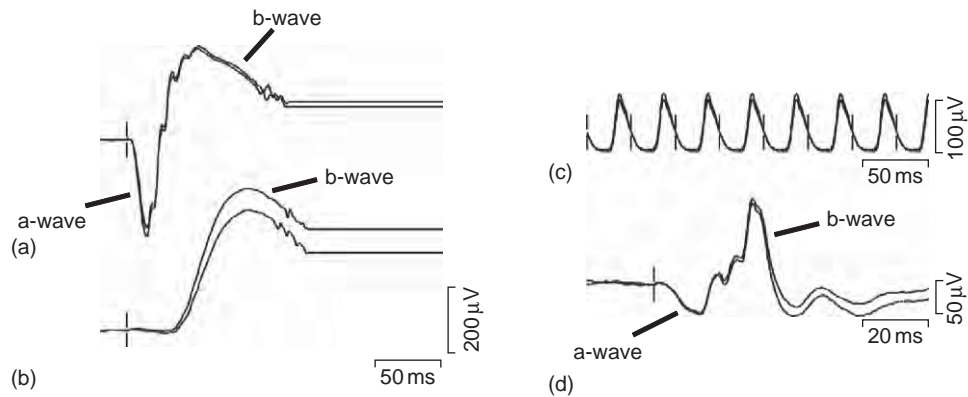 b-wave
b-wave
a-wave
(a)
200 µV
50 ms
(b)
100 µV
50 ms
(c)
b-wave
50 µV
a-wave
20 ms
(d)